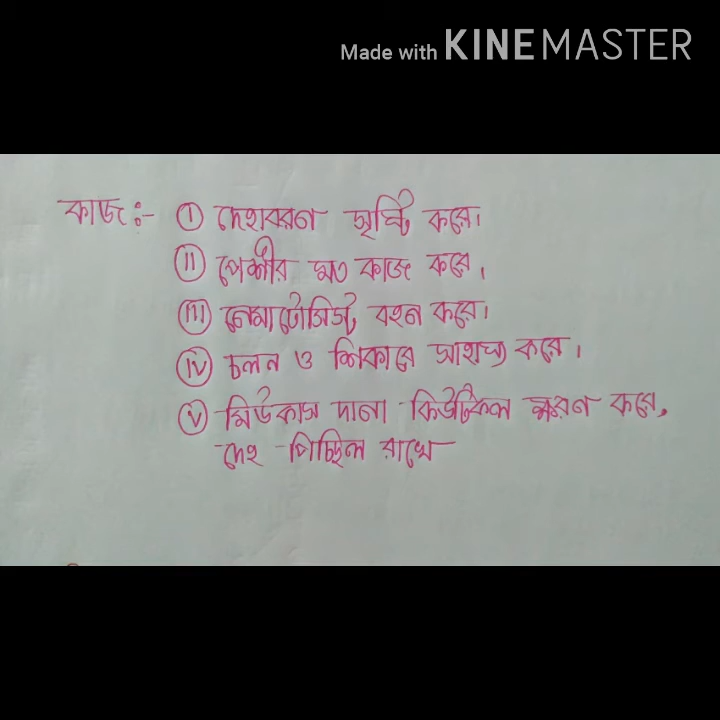 Made with KINEMASTER
কাজ :- (i) দেহাবরণ সৃষ্টি করে।
(ii) পেশীর মত কাজ করে,
(iii) নেমাটোসিস্ট বহন করে।
(iv) চলন ও শিকারে সাহায্য করে।
(v) মিউকাস দানা কিউটিকল ক্ষরণ করে,
দেহ পিচ্ছিল রাখে